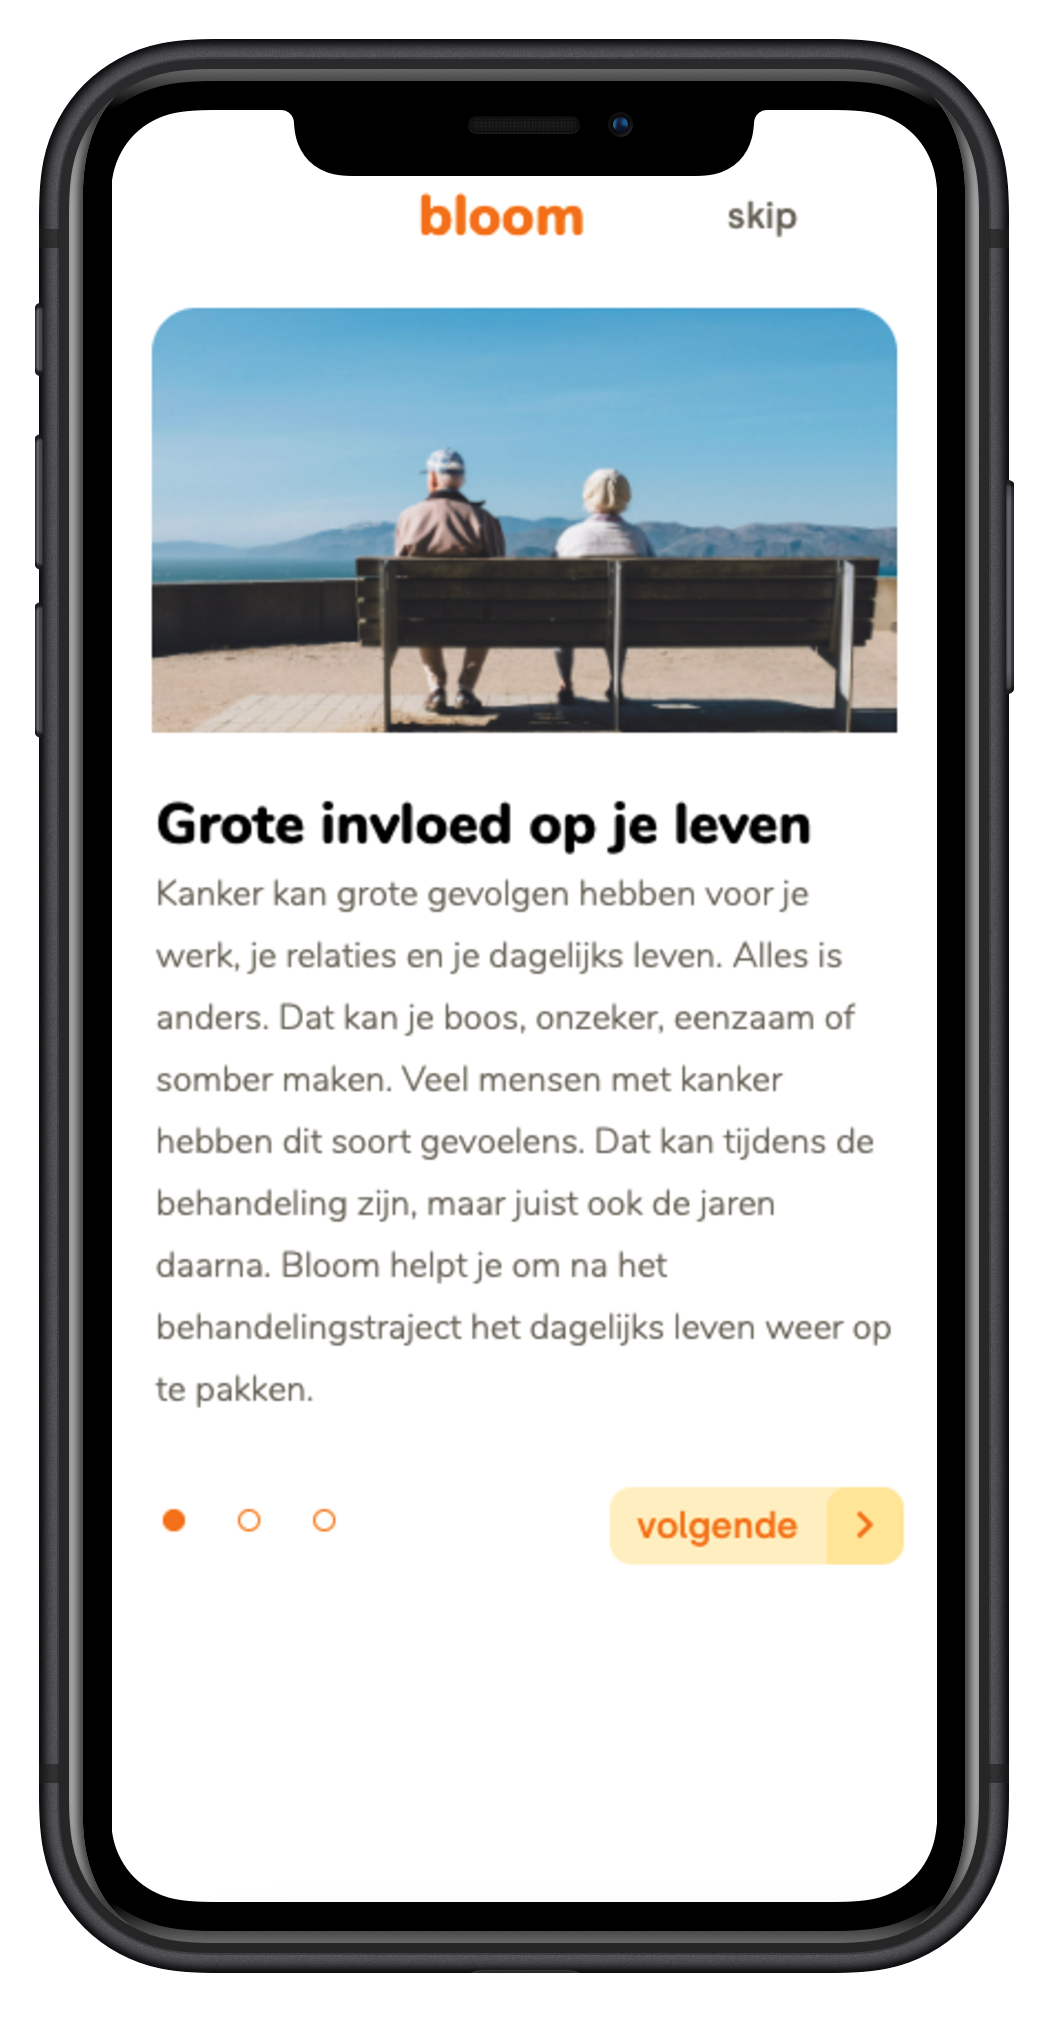 bloom
skip
Grote invloed op je leven
Kanker kan grote gevolgen hebben voor je
werk, je relaties en je dagelijks leven. Alles is
anders. Dat kan je boos, onzeker, eenzaam of
somber maken. Veel mensen met kanker
hebben dit soort gevoelens. Dat kan tijdens de
behandeling zijn, maar juist ook de jaren
daarna. Bloom helpt je om na het
behandelingstraject het dagelijks leven weer op
te pakken.
volgende